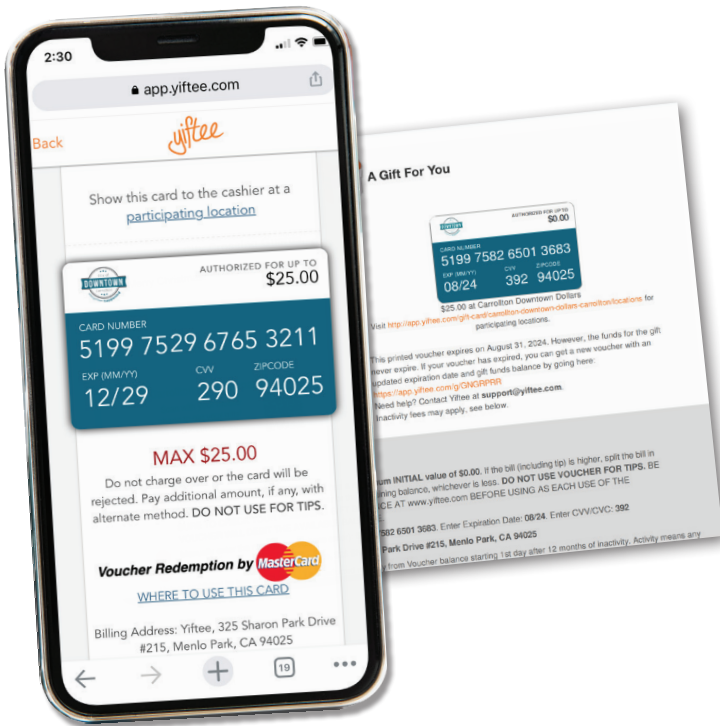 2:30
app.yiftee.com
Back
yiftee
Show this card to the cashier at a
participating location
DOWNTOWN
AUTHORIZED FOR UP TO
$25.00
CARD NUMBER
5199 7529 6765 3211
EXP (MM/YY) CVV ZIPCODE
12/29 290 94025
MAX $25.00
Do not charge over or the card will be
rejected. Pay additional amount, if any, with
alternate method. DO NOT USE FOR TIPS.
Voucher Redemption by MasterCard
WHERE TO USE THIS CARD
Billing Address: Yiftee, 325 Sharon Park Drive
#215, Menlo Park, CA 94025
19
A Gift For You
DOWNTOWN
AUTHORIZED FOR UP TO
$0.00
CARD NUMBER
5199 7582 6501 3683
EXP (MM/YY) CVV ZIPCODE
08/24 392 94025
$25.00 at Carrollton Downtown Dollars
Visit http://app.yiftee.com/gift-card/carrollton-downtown-dollars-carrollton/locations for
participating locations.
This printed voucher expires on August 31, 2024. However, the funds for the gift
never expire. If your voucher has expired, you can get a new voucher with an
updated expiration date and gift funds balance by going here:
https://app.yiftee.com/g/GNGRPRR
Need help? Contact Yiftee at support@yiftee.com.
Inactivity fees may apply, see below.
um INITIAL value of $0.00. If the bill (including tip) is higher, split the bill in
ning balance, whichever is less. DO NOT USE VOUCHER FOR TIPS. BE
CE AT www.yiftee.com BEFORE USING AS EACH USE OF THE
582 6501 3683. Enter Expiration Date: 08/24. Enter CVV/CVC: 392
Park Drive #215, Menlo Park, CA 94025
y from Voucher balance starting 1st day after 12 months of inactivity. Activity means any